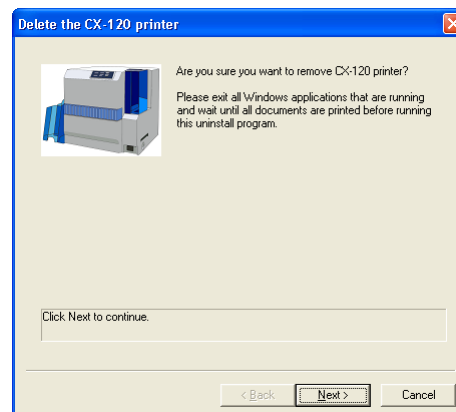 Delete the CX-120 printer
Are you sure you want to remove CX-120 printer?
Please exit all Windows applications that are running
and wait until all documents are printed before running
this uninstall program.
Click Next to continue.
< Back
Next >
Cancel